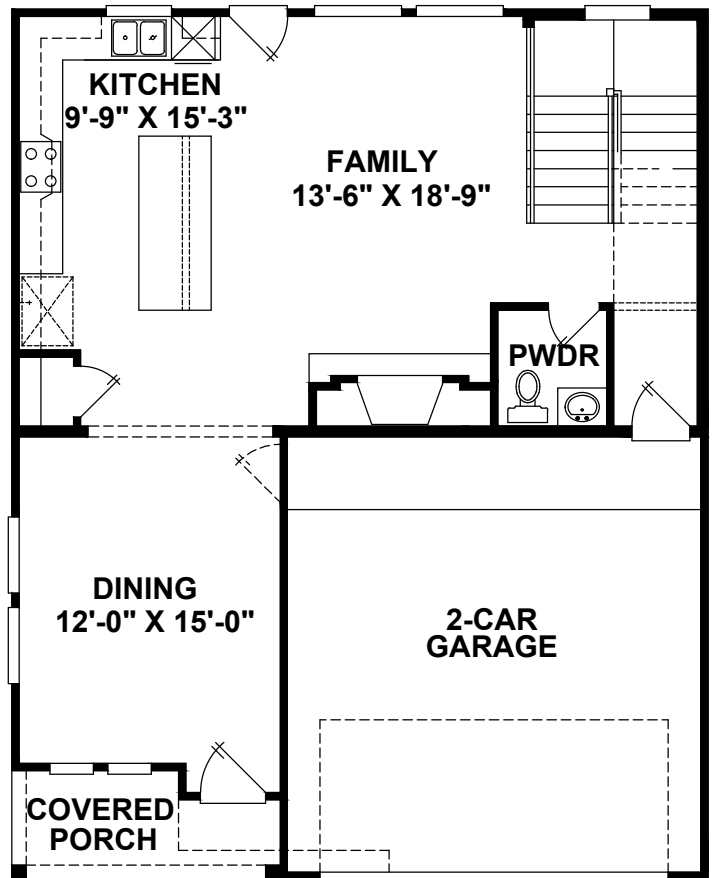 KITCHEN
9'-9" X 15'-3"
FAMILY
13'-6" X 18'-9"
PWDR
DINING
12'-0" X 15'-0"
2-CAR
GARAGE
COVERED
PORCH